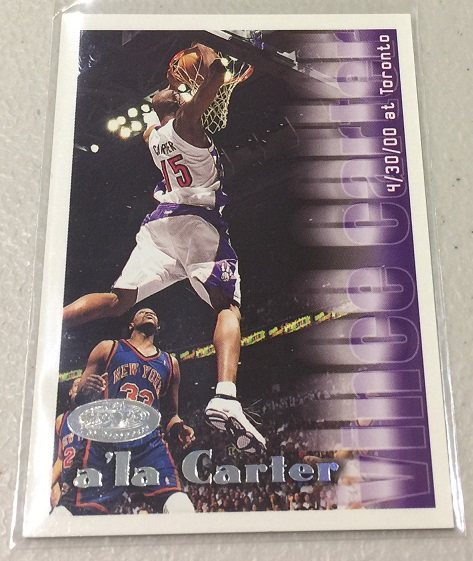 4/30/00 at Toronto
vince carter
CARTER
15
NEW YORK
33
2
a'la Carter